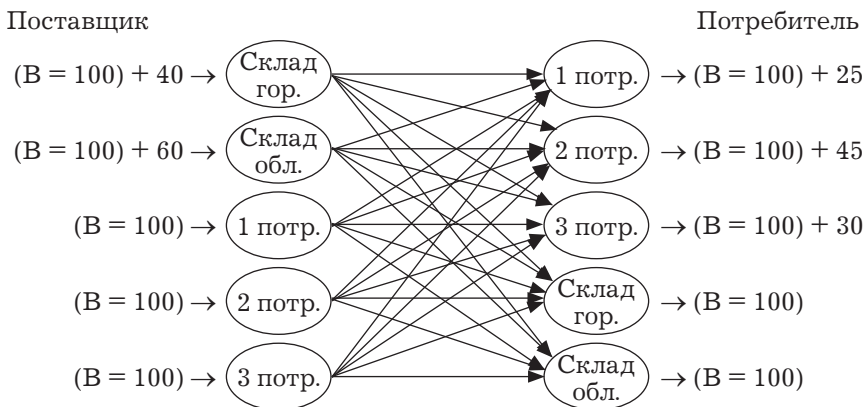 Поставщик Потребитель
(B = 100) + 40 → Склад гор. 1 потр. → (B = 100) + 25
(B = 100) + 60 → Склад обл. 2 потр. → (B = 100) + 45
(B = 100) → 1 потр. 3 потр. → (B = 100) + 30
(B = 100) → 2 потр. Склад гор. → (B = 100)
(B = 100) → 3 потр. Склад обл. → (B = 100)